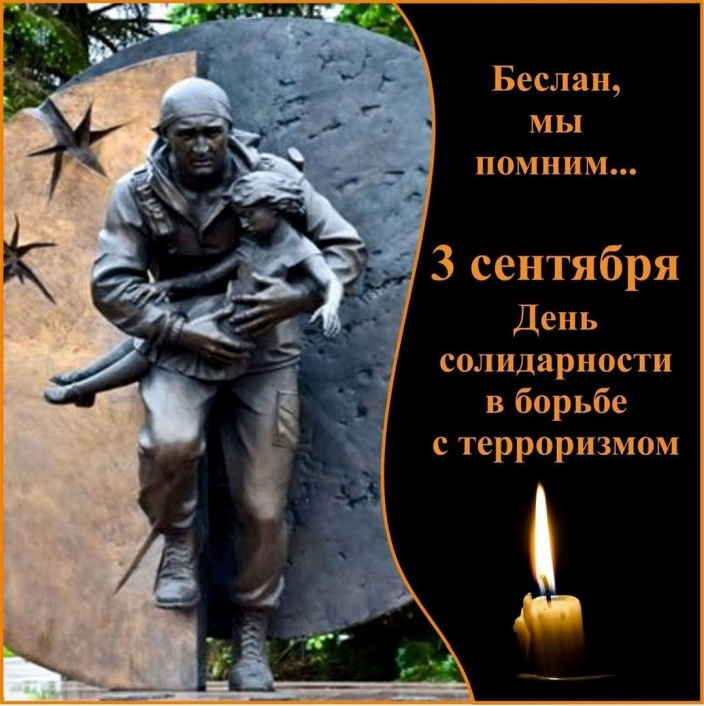 Беслан,
мы
помним...
3 сентября
День
солидарности
в борьбе
с терроризмом